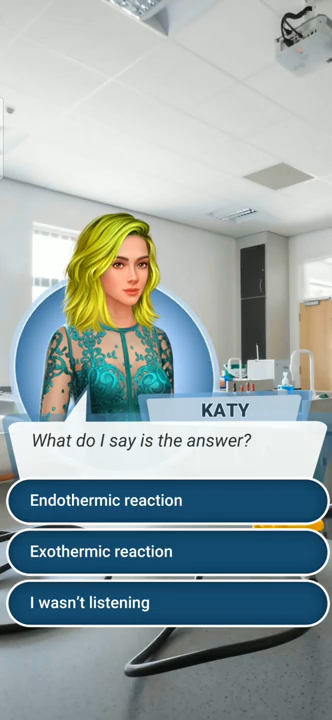 KATY
What do I say is the answer?
Endothermic reaction
Exothermic reaction
I wasn't listening